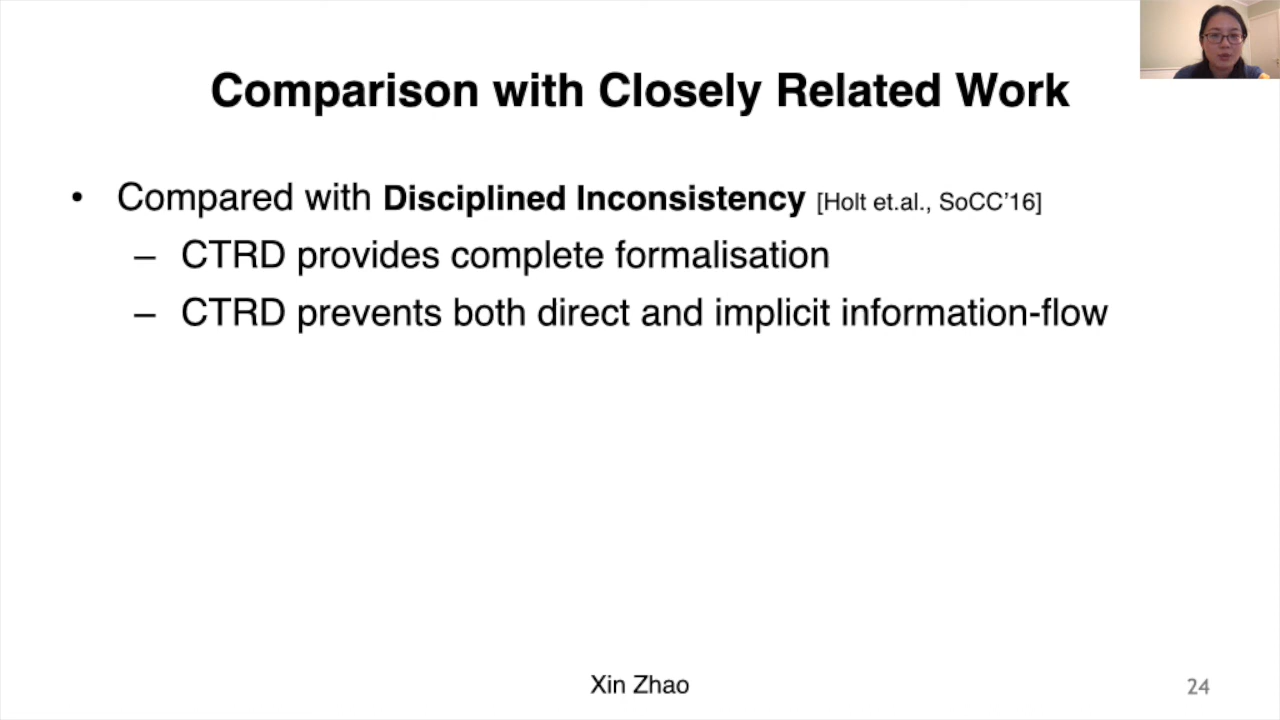 Comparison with Closely Related Work
• Compared with Disciplined Inconsistency [Holt et.al., SoCC’16]
– CTRD provides complete formalisation
– CTRD prevents both direct and implicit information-flow
Xin Zhao
24